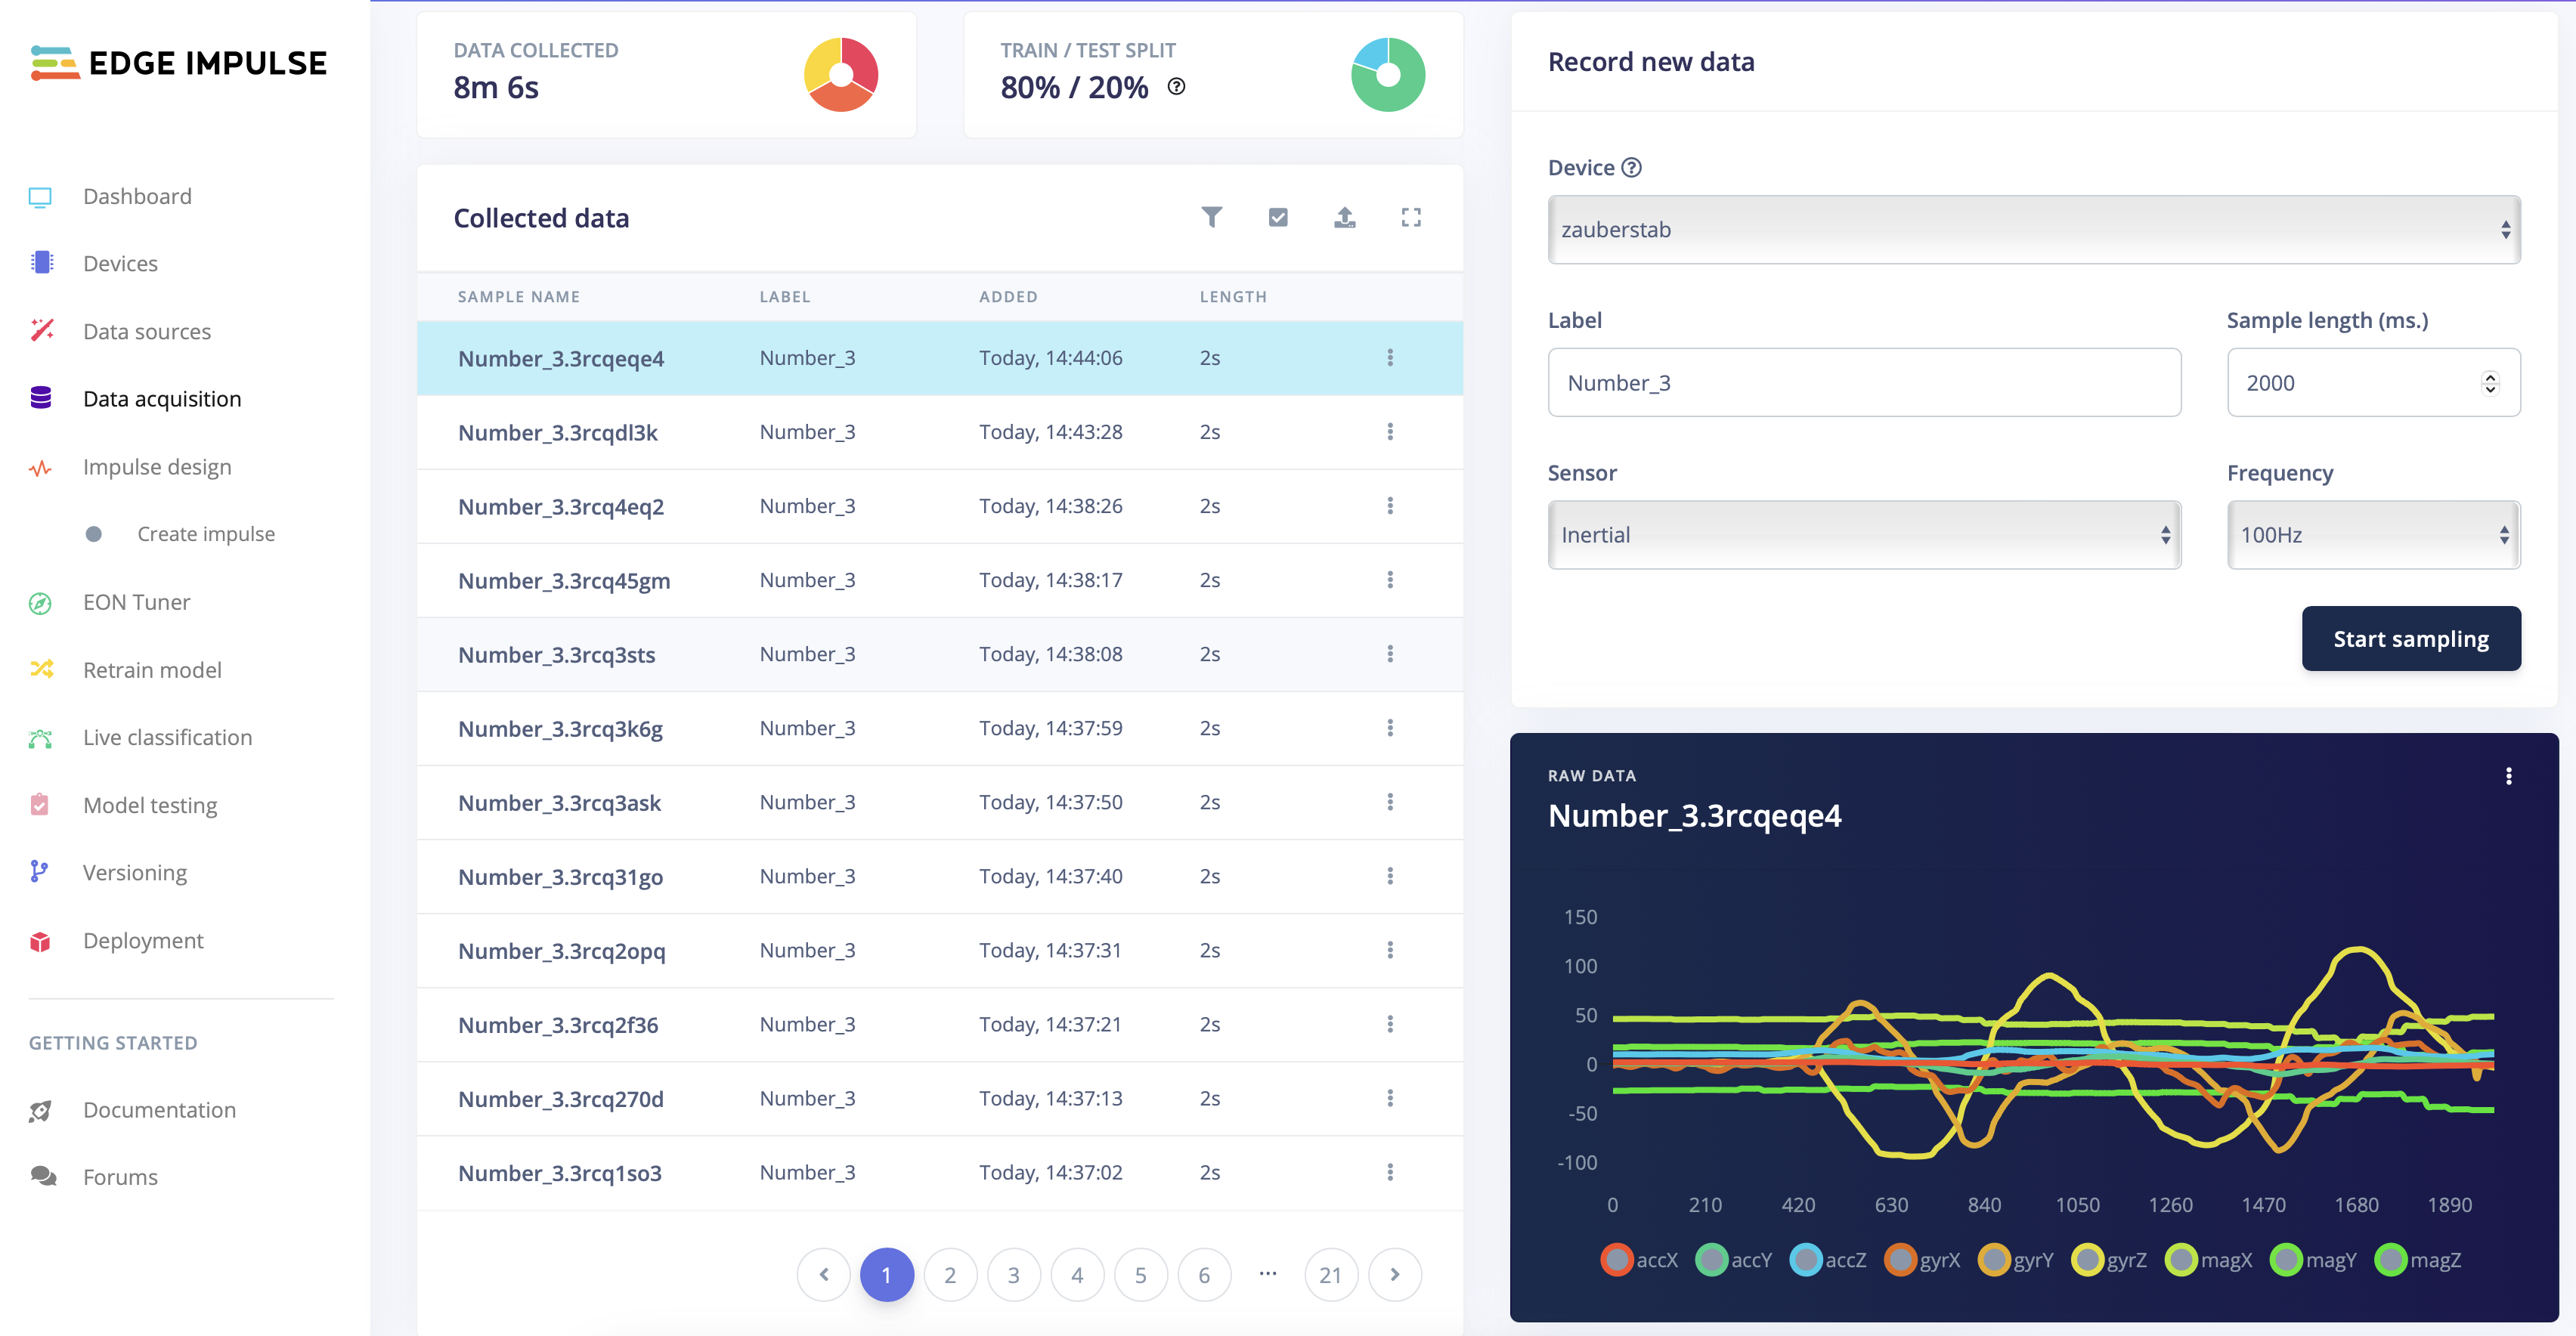 EDGE IMPULSE
Dashboard
Devices
Data sources
Data acquisition
Impulse design
Create impulse
EON Tuner
Retrain model
Live classification
Model testing
Versioning
Deployment
GETTING STARTED
Documentation
Forums
DATA COLLECTED
8m 6s
TRAIN / TEST SPLIT
80% / 20% ?
Collected data
SAMPLE NAME LABEL ADDED LENGTH
Number_3.3rcqeqe4 Number_3 Today, 14:44:06 2s
Number_3.3rcqdl3k Number_3 Today, 14:43:28 2s
Number_3.3rcq4eq2 Number_3 Today, 14:38:26 2s
Number_3.3rcq45gm Number_3 Today, 14:38:17 2s
Number_3.3rcq3sts Number_3 Today, 14:38:08 2s
Number_3.3rcq3k6g Number_3 Today, 14:37:59 2s
Number_3.3rcq3ask Number_3 Today, 14:37:50 2s
Number_3.3rcq31go Number_3 Today, 14:37:40 2s
Number_3.3rcq2opq Number_3 Today, 14:37:31 2s
Number_3.3rcq2f36 Number_3 Today, 14:37:21 2s
Number_3.3rcq270d Number_3 Today, 14:37:13 2s
Number_3.3rcq1so3 Number_3 Today, 14:37:02 2s
1 2 3 4 5 6 ... 21
Record new data
Device ?
zauberstab
Label Sample length (ms.)
Number_3 2000
Sensor Frequency
Inertial 100Hz
Start sampling
RAW DATA
Number_3.3rcqeqe4
150
100
50
0
-50
-100
0 210 420 630 840 1050 1260 1470 1680 1890
accX accY accZ gyrX gyrY gyrZ magX magY magZ